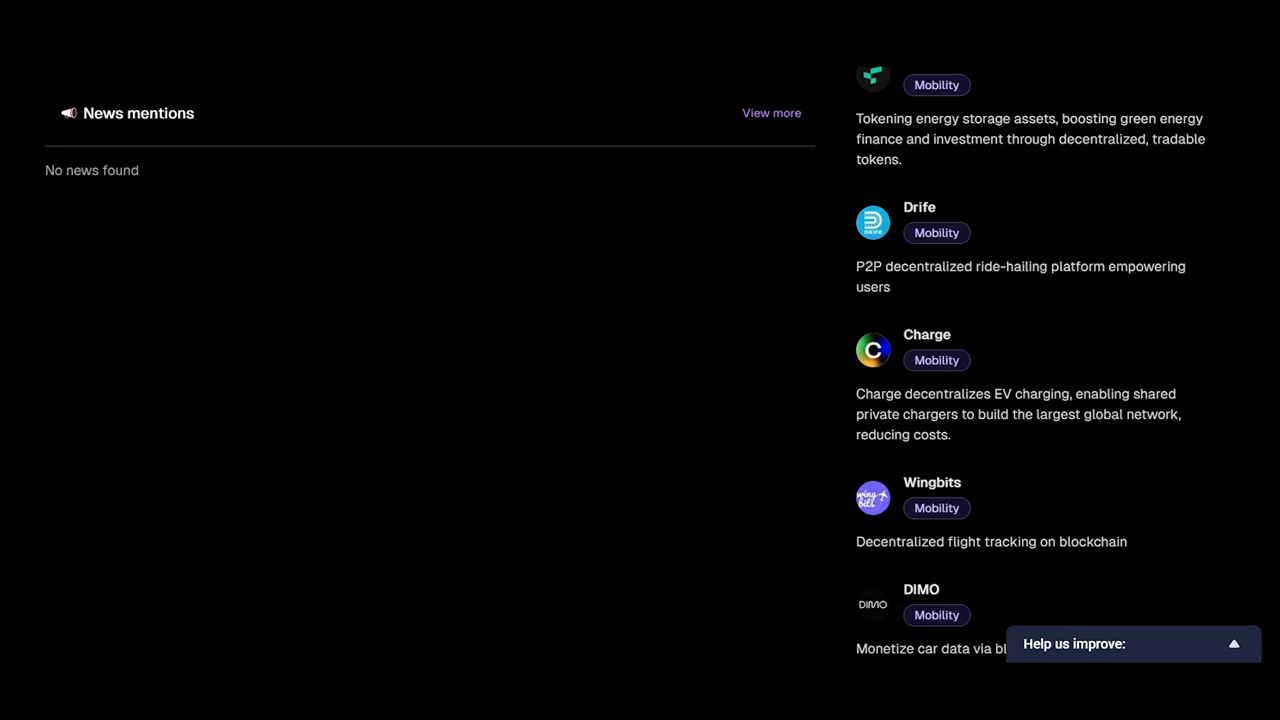 News mentions
View more
No news found
Mobility
Tokening energy storage assets, boosting green energy
finance and investment through decentralized, tradable
tokens.
Drife
DRIFE
Mobility
P2P decentralized ride-hailing platform empowering
users
Charge
C
Mobility
Charge decentralizes EV charging, enabling shared
private chargers to build the largest global network,
reducing costs.
Wingbits
wing
bits
Mobility
Decentralized flight tracking on blockchain
DIMO
DIMO
Mobility
Monetize car data via
Help us improve: